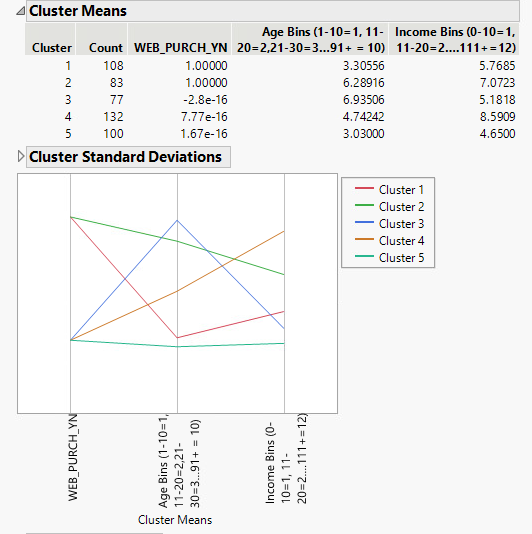 Cluster Means
Age Bins (1-10=1, 11- Income Bins (0-10=1,
Cluster Count WEB_PURCH_YN 20=2,21-30=3...91+ = 10) 11-20=2....111+=12)
1 108 1.00000 3.30556 5.7685
2 83 1.00000 6.28916 7.0723
3 77 -2.8e-16 6.93506 5.1818
4 132 7.77e-16 4.74242 8.5909
5 100 1.67e-16 3.03000 4.6500
Cluster Standard Deviations
Cluster 1
Cluster 2
Cluster 3
Cluster 4
Cluster 5
WEB_PURCH_YN
Age Bins (1-10=1,
11-20=2,21-
30=3...91+ = 10)
Income Bins (0-
10=1, 11-
20=2....111+=12)
Cluster Means